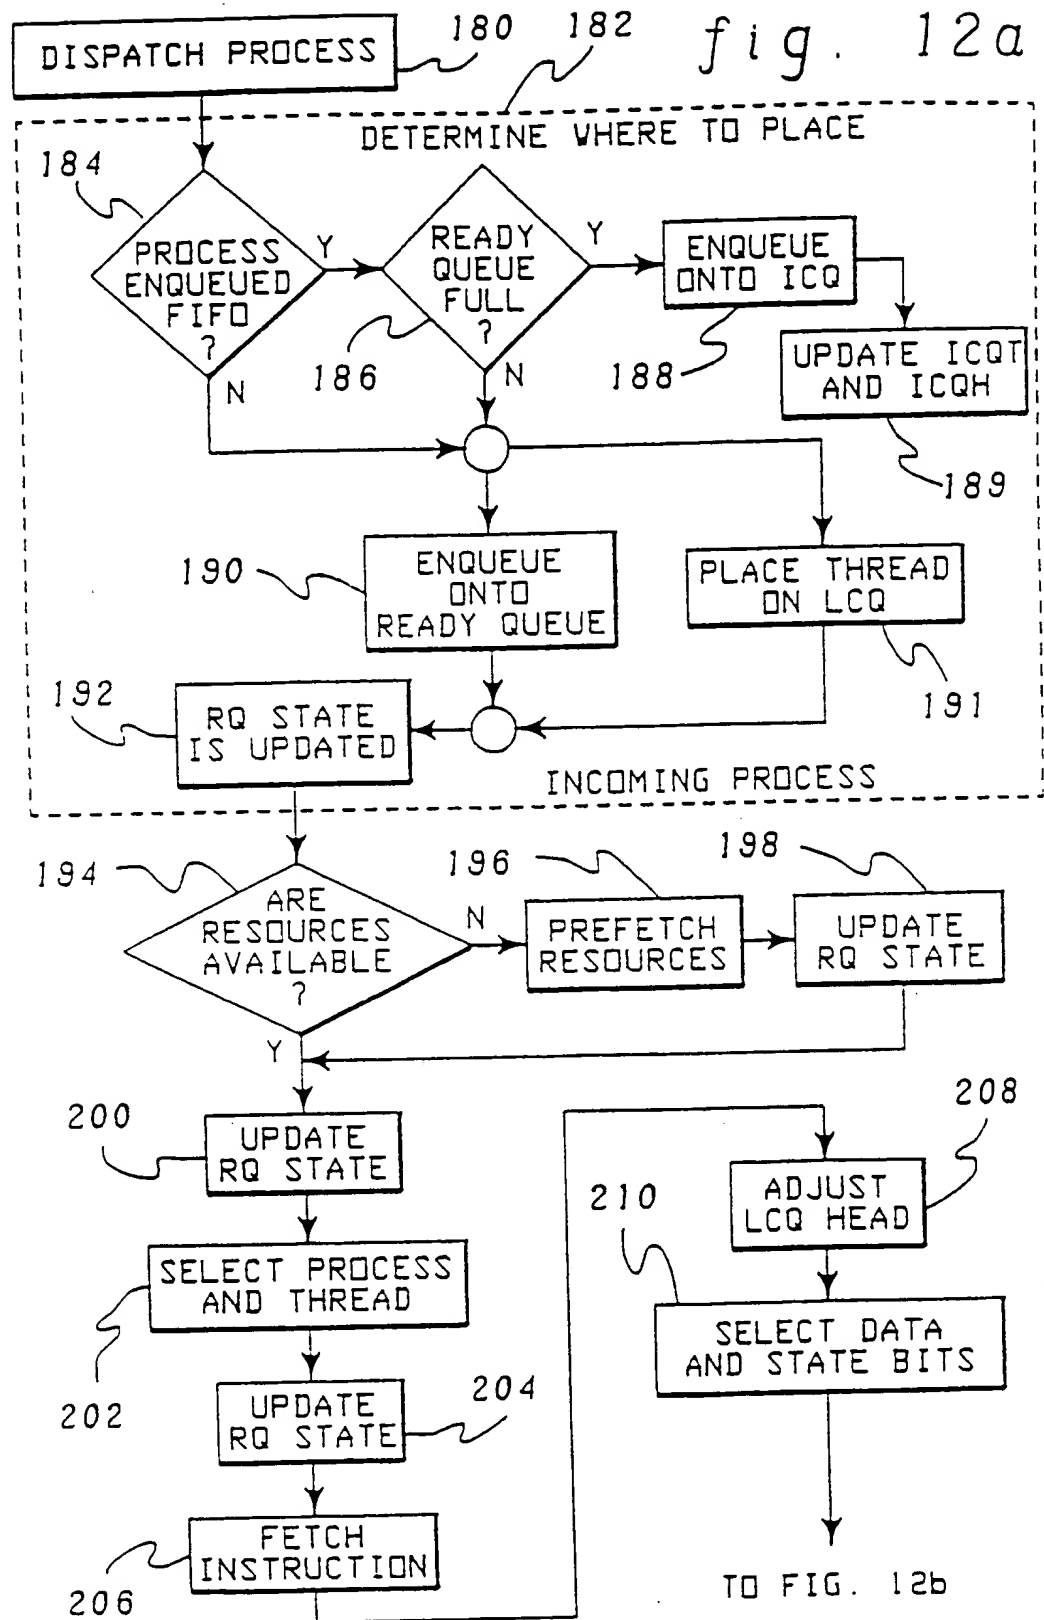 fig. 12a
DISPATCH PROCESS
180
182
DETERMINE WHERE TO PLACE
184
PROCESS
ENQUEUED
FIFO
?
Y
N
READY
QUEUE
FULL
?
186
Y
N
ENQUEUE
ONTO ICQ
188
UPDATE ICQT
AND ICQH
189
190
ENQUEUE
ONTO
READY QUEUE
PLACE THREAD
ON LCQ
191
192
RQ STATE
IS UPDATED
INCOMING PROCESS
194
ARE
RESOURCES
AVAILABLE
?
N
Y
196
PREFETCH
RESOURCES
198
UPDATE
RQ STATE
200
UPDATE
RQ STATE
SELECT PROCESS
AND THREAD
202
UPDATE
RQ STATE
204
FETCH
INSTRUCTION
206
208
ADJUST
LCQ HEAD
210
SELECT DATA
AND STATE BITS
TO FIG. 12b